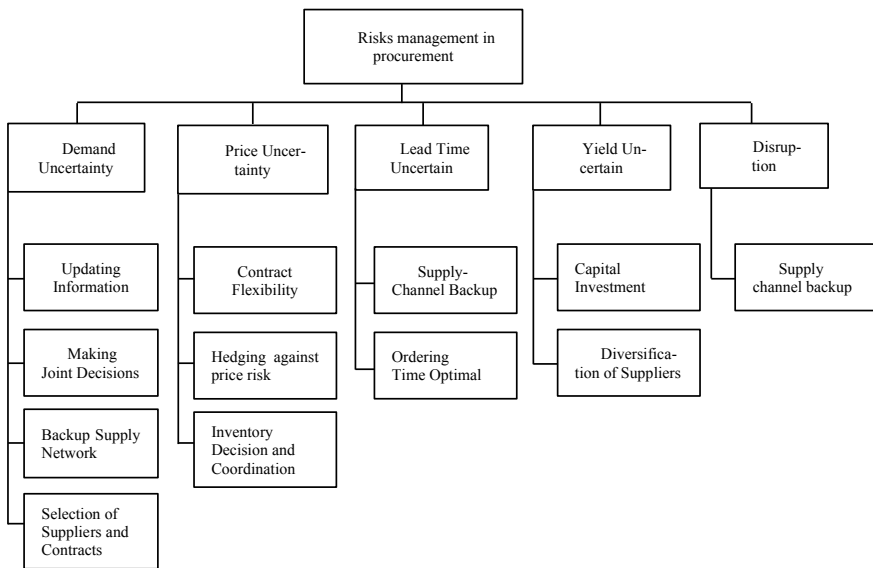 Risks management in
procurement
Demand
Uncertainty
Price Uncer-
tainty
Lead Time
Uncertain
Yield Un-
certain
Disrup-
tion
Updating
Information
Contract
Flexibility
Supply-
Channel Backup
Capital
Investment
Supply
channel backup
Making
Joint Decisions
Hedging against
price risk
Ordering
Time Optimal
Diversifica-
tion of Suppliers
Backup Supply
Network
Inventory
Decision and
Coordination
Selection of
Suppliers and
Contracts